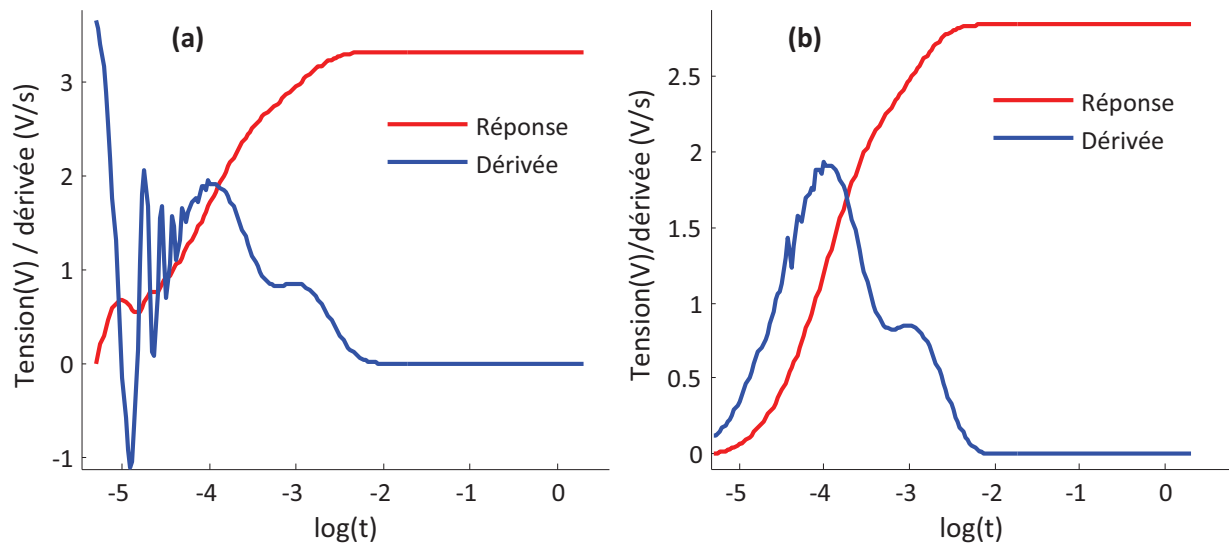 (a)
Tension(V) / dérivée (V/s)
3
2
1
0
-1
Réponse
Dérivée
-5 -4 -3 -2 -1 0
log(t)
(b)
Tension(V)/dérivée (V/s)
2.5
2
1.5
1
0.5
0
Réponse
Dérivée
-5 -4 -3 -2 -1 0
log(t)